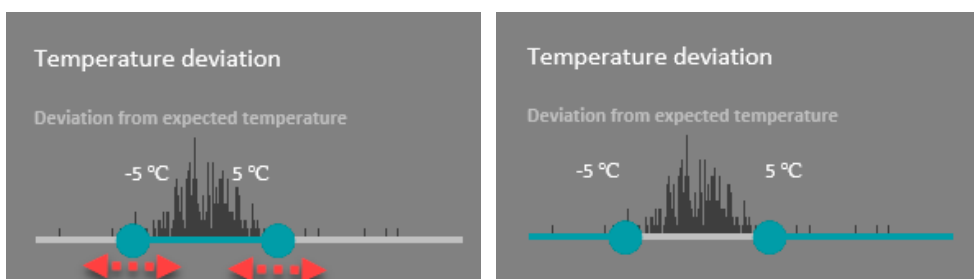 Temperature deviation
Deviation from expected temperature
-5 °C 5 °C
Temperature deviation
Deviation from expected temperature
-5 °C 5 °C